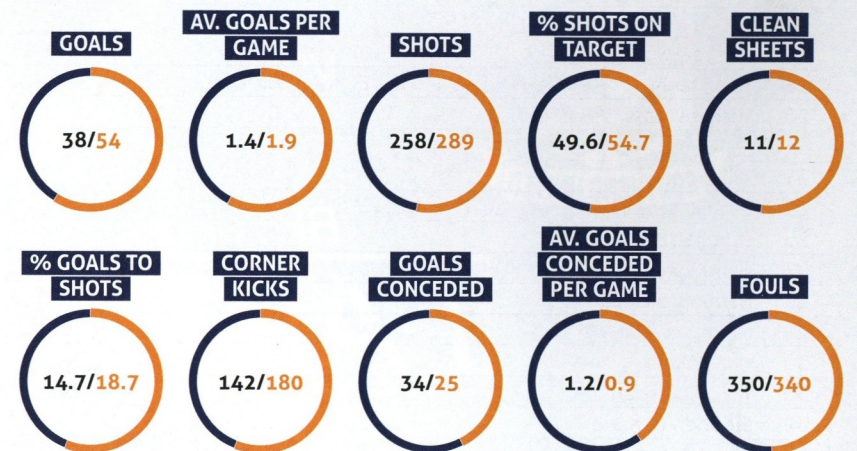 GOALS
38/54
AV. GOALS PER
GAME
1.4/1.9
SHOTS
258/289
% SHOTS ON
TARGET
49.6/54.7
CLEAN
SHEETS
11/12
% GOALS TO
SHOTS
14.7/18.7
CORNER
KICKS
142/180
GOALS
CONCEDED
34/25
AV. GOALS
CONCEDED
PER GAME
1.2/0.9
FOULS
350/340